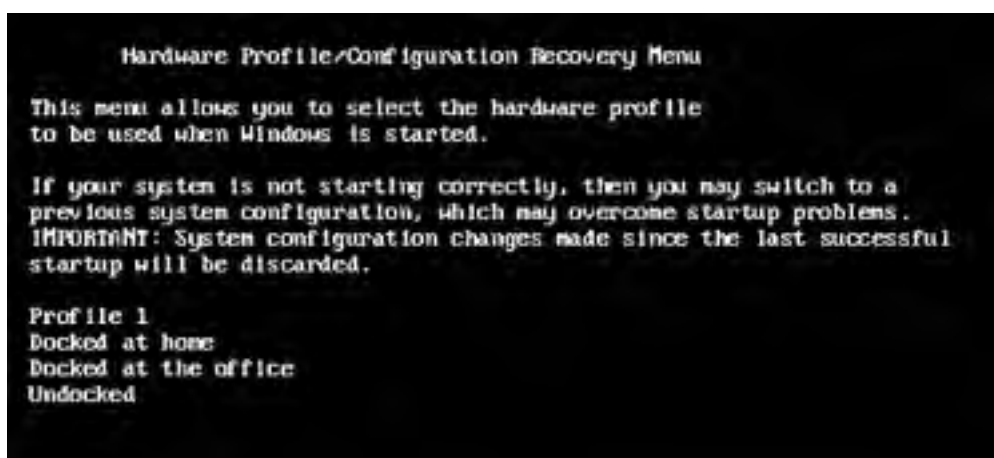 Hardware Profile/Configuration Recovery Menu
This menu allows you to select the hardware profile
to be used when Windows is started.
If your system is not starting correctly, then you may switch to a
previous system configuration, which may overcome startup problems.
IMPORTANT: System configuration changes made since the last successful
startup will be discarded.
Profile 1
Docked at home
Docked at the office
Undocked